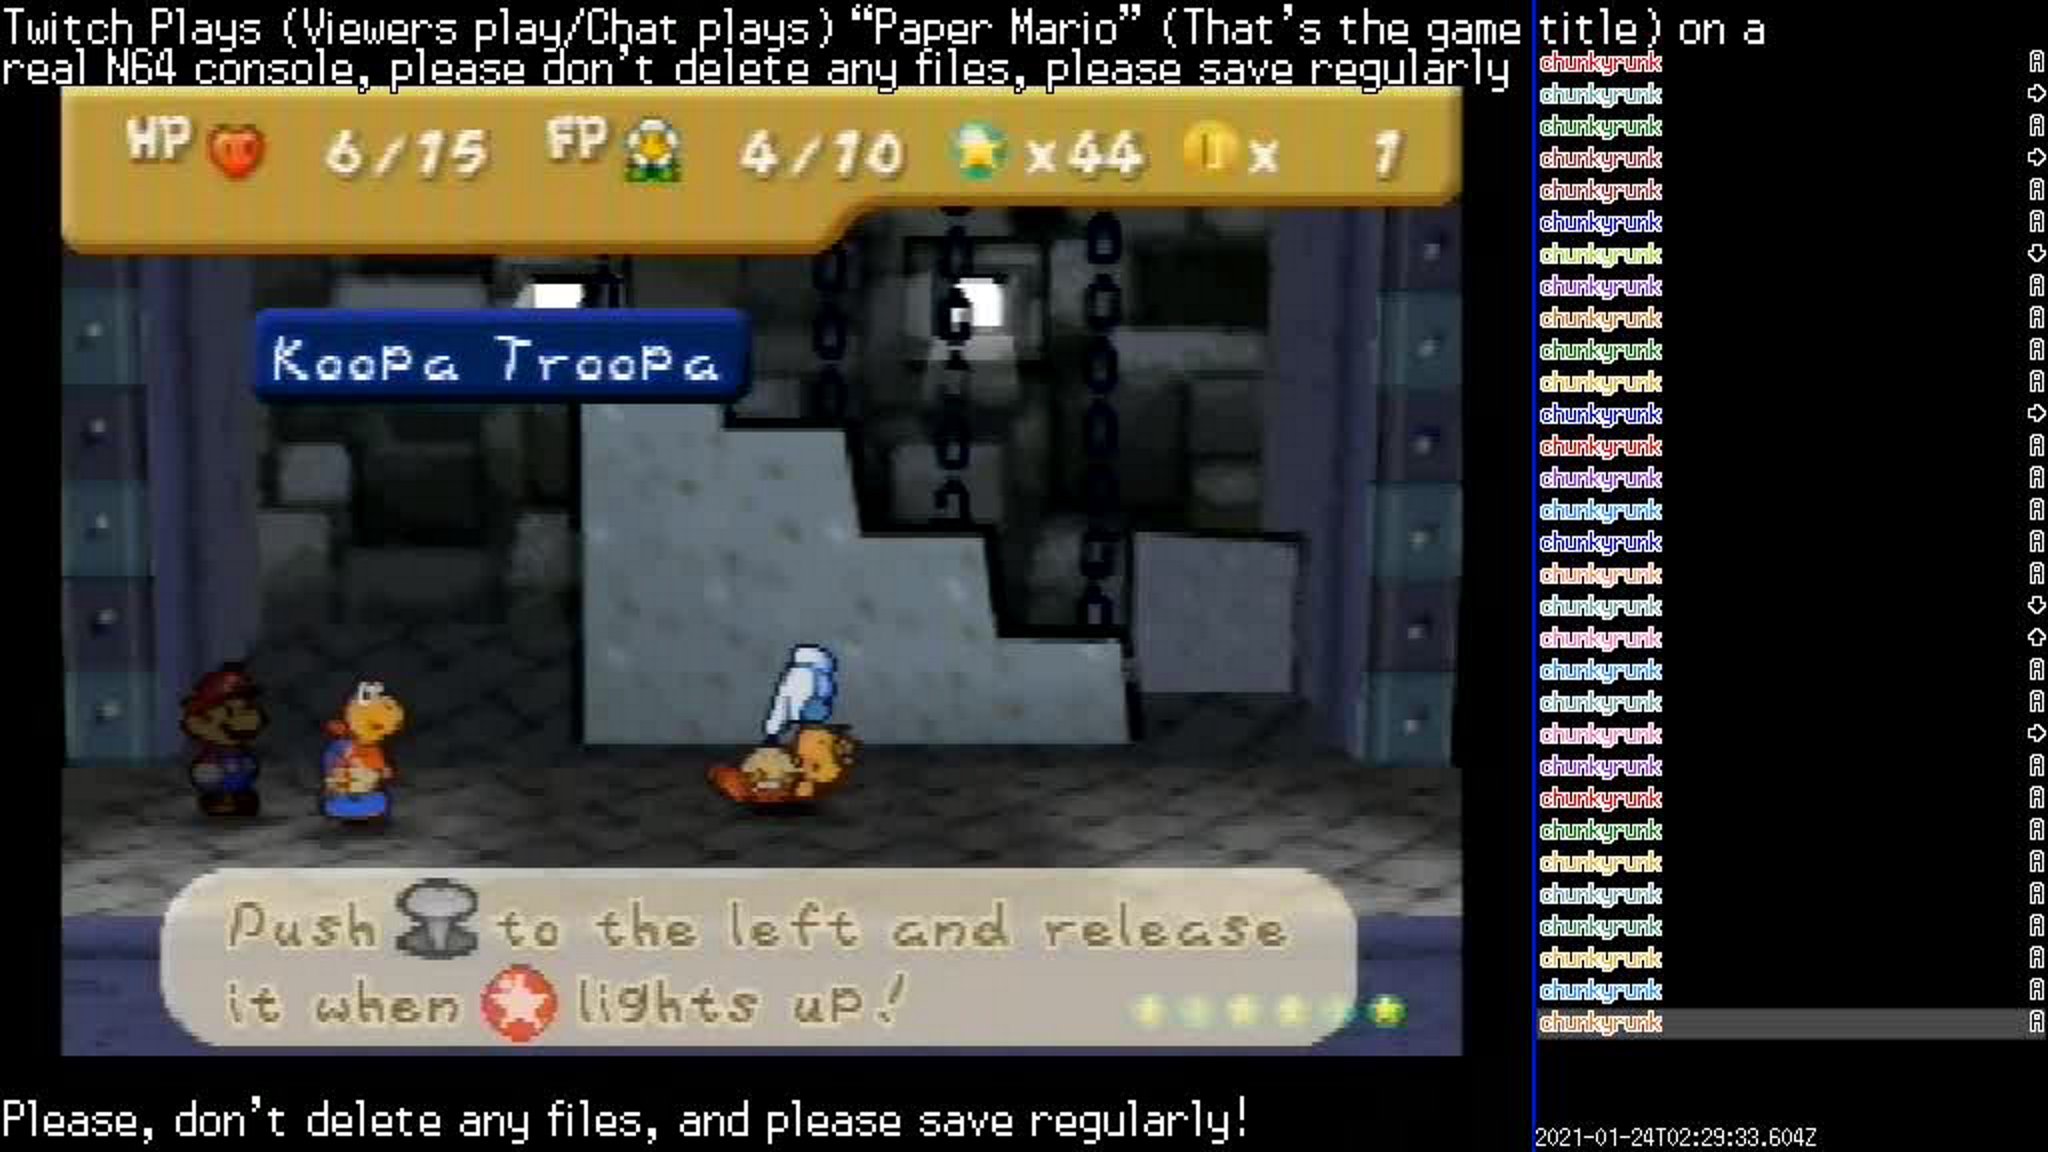 Twitch Plays (Viewers play/Chat plays) “Paper Mario” (That’s the game title) on a
real N64 console, please don’t delete any files, please save regularly
HP 6/15 FP 4/10 x44 x 1
Koopa Troopa
Push to the left and release
it when lights up!
Please, don’t delete any files, and please save regularly!
chunkyrunk A
chunkyrunk →
chunkyrunk A
chunkyrunk →
chunkyrunk A
chunkyrunk A
chunkyrunk ↓
chunkyrunk A
chunkyrunk A
chunkyrunk A
chunkyrunk A
chunkyrunk →
chunkyrunk A
chunkyrunk A
chunkyrunk A
chunkyrunk A
chunkyrunk A
chunkyrunk ↓
chunkyrunk ↑
chunkyrunk A
chunkyrunk A
chunkyrunk →
chunkyrunk A
chunkyrunk A
chunkyrunk A
chunkyrunk A
chunkyrunk A
chunkyrunk A
chunkyrunk A
chunkyrunk A
chunkyrunk A
2021-01-24T02:29:33.604Z